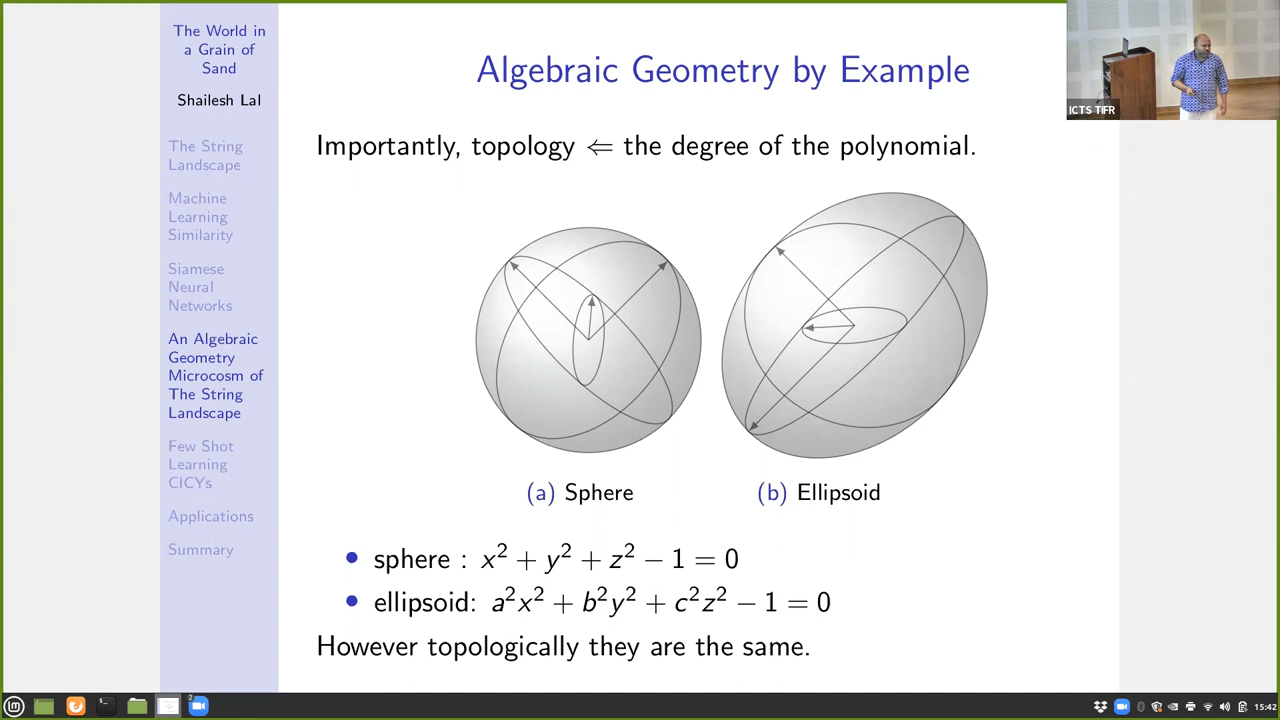 The World in
a Grain of
Sand
Shailesh Lal
The String
Landscape
Machine
Learning
Similarity
Siamese
Neural
Networks
An Algebraic
Geometry
Microcosm of
The String
Landscape
Few Shot
Learning
CICYs
Applications
Summary
Algebraic Geometry by Example
Importantly, topology ⇐ the degree of the polynomial.
(a) Sphere
(b) Ellipsoid
• sphere : x² + y² + z² − 1 = 0
• ellipsoid: a²x² + b²y² + c²z² − 1 = 0
However topologically they are the same.
ICTS TIFR
2
15:42